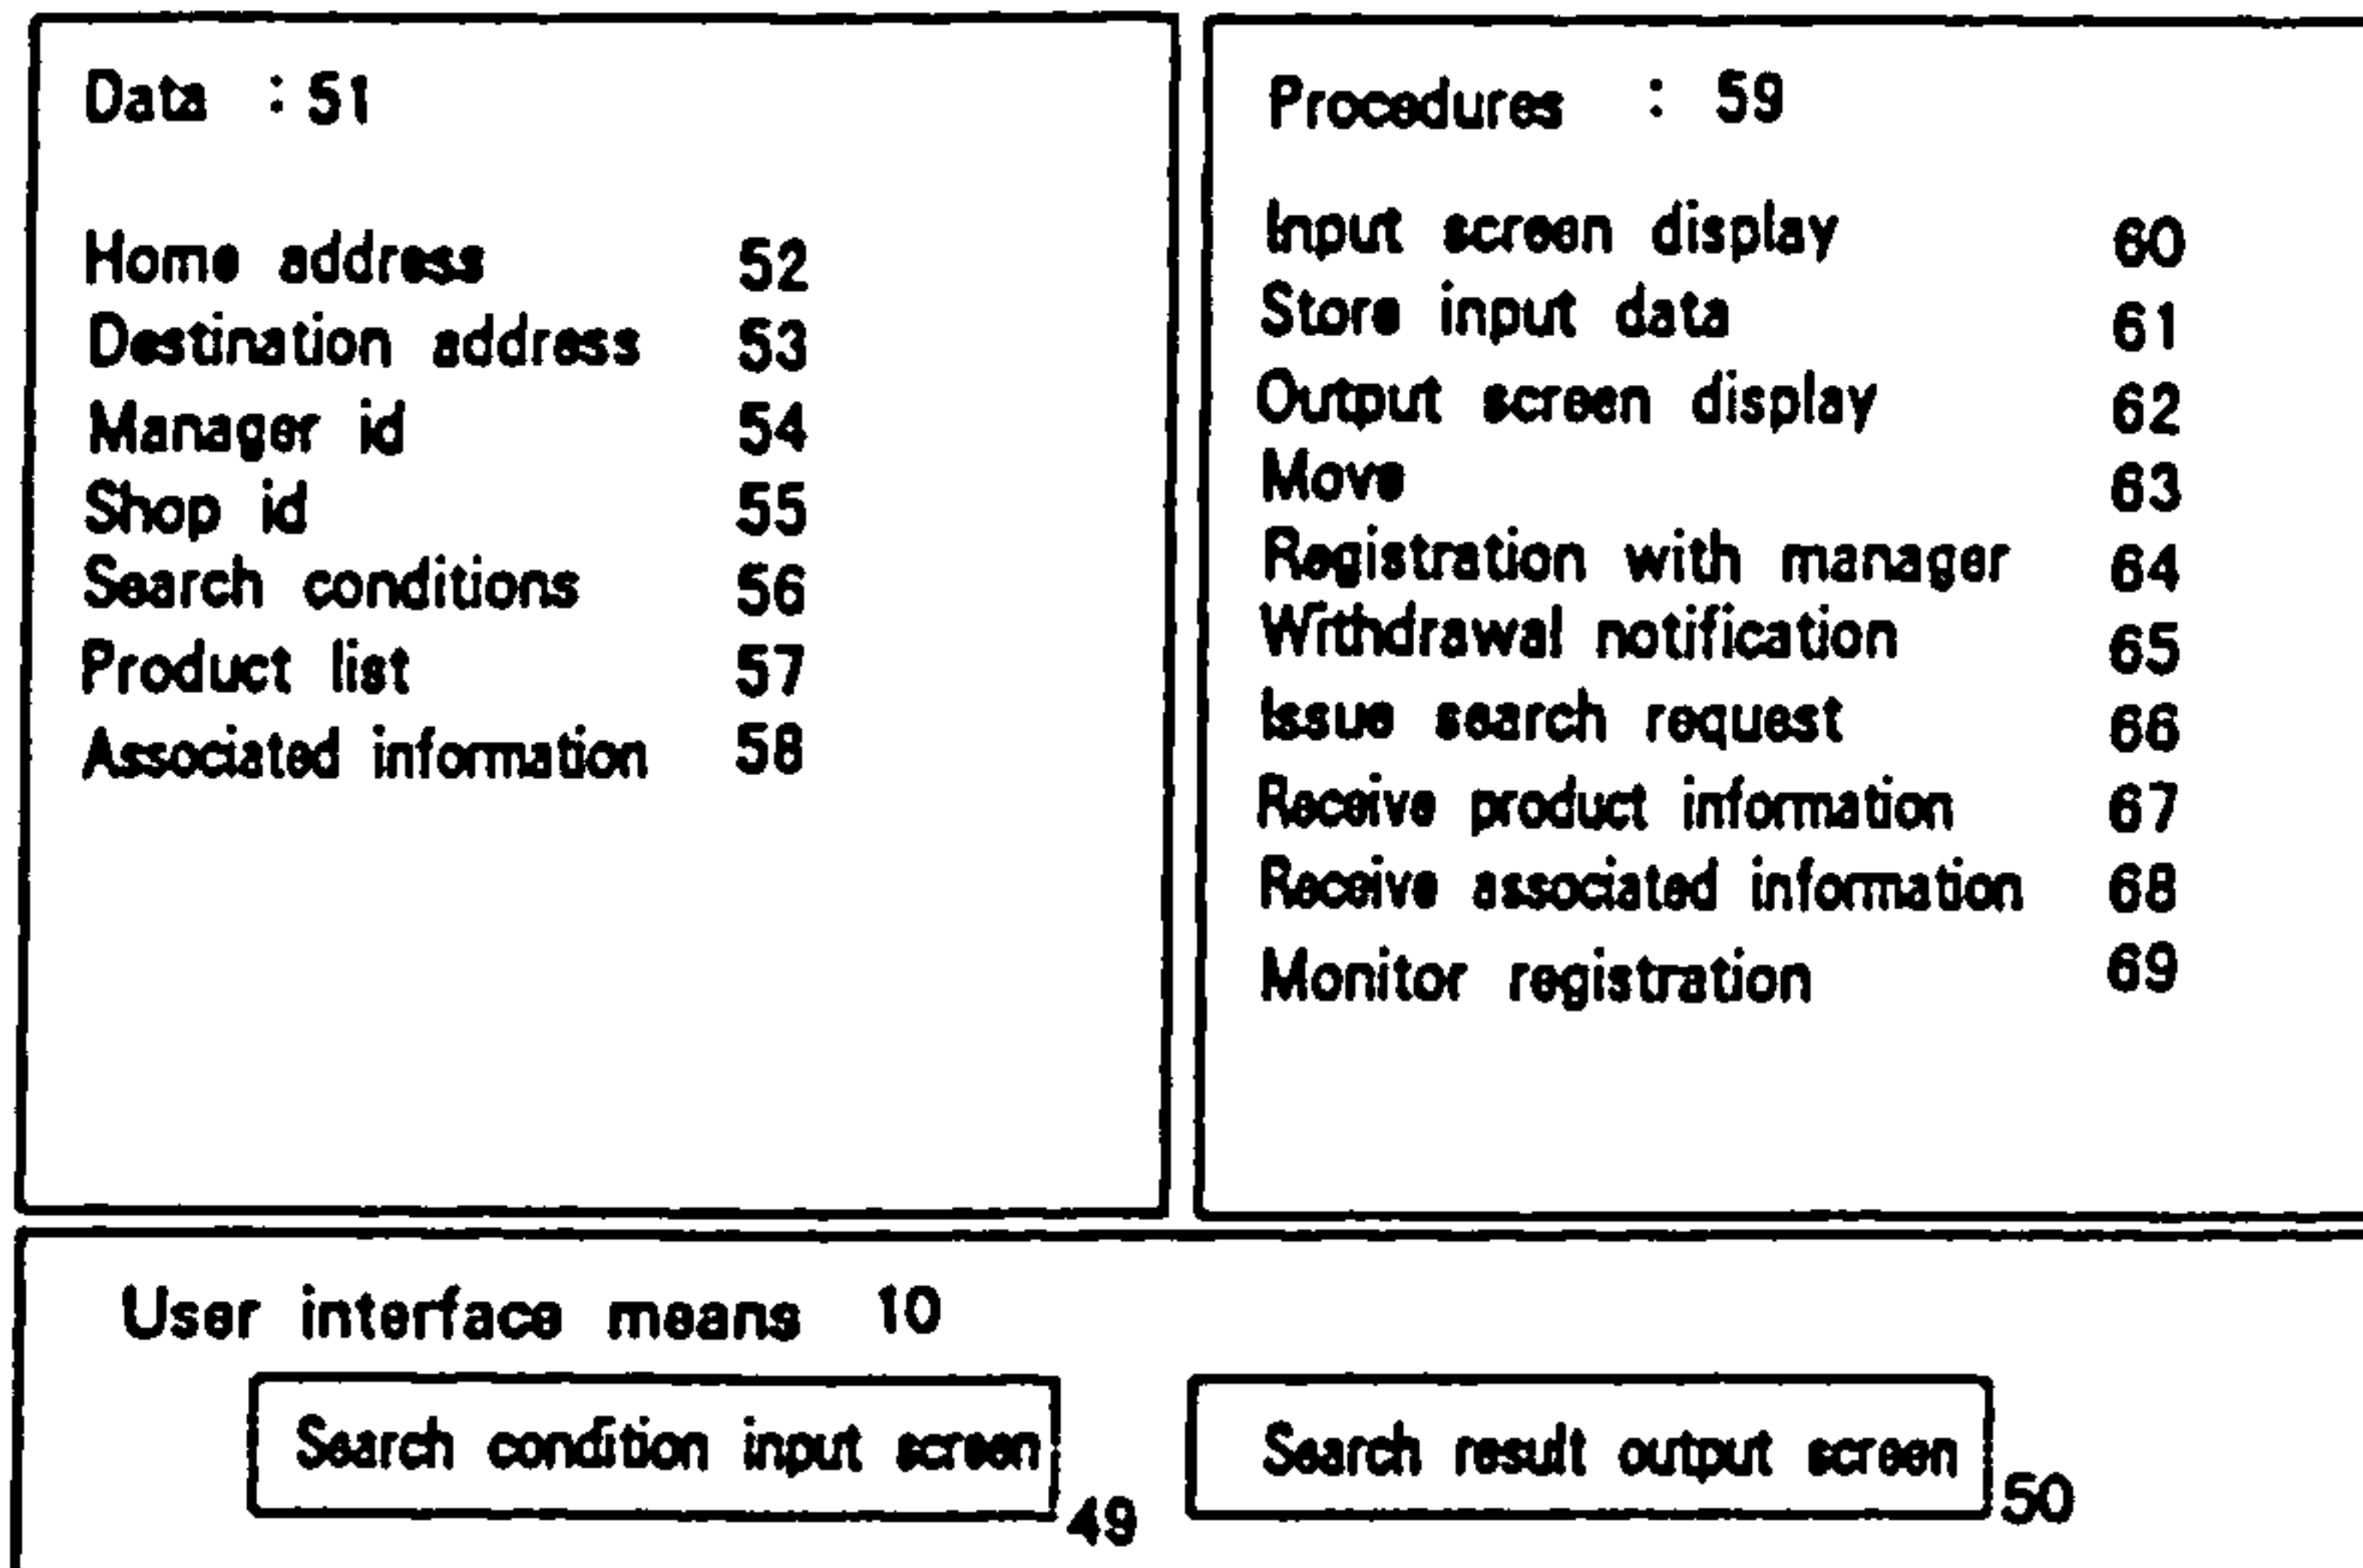 Data : 51
Home address 52
Destination address 53
Manager id 54
Shop id 55
Search conditions 56
Product list 57
Associated information 58
Procedures : 59
Input screen display 60
Store input data 61
Output screen display 62
Move 63
Registration with manager 64
Withdrawal notification 65
Issue search request 66
Receive product information 67
Receive associated information 68
Monitor registration 69
User interface means 10
Search condition input screen 49
Search result output screen 50